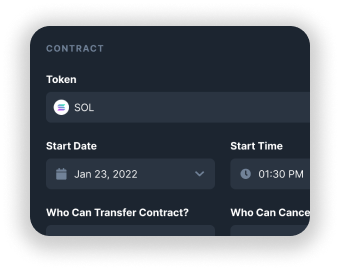 CONTRACT
Token
SOL
Start Date
Start Time
Jan 23, 2022
01:30 PM
Who Can Transfer Contract?
Who Can Cance